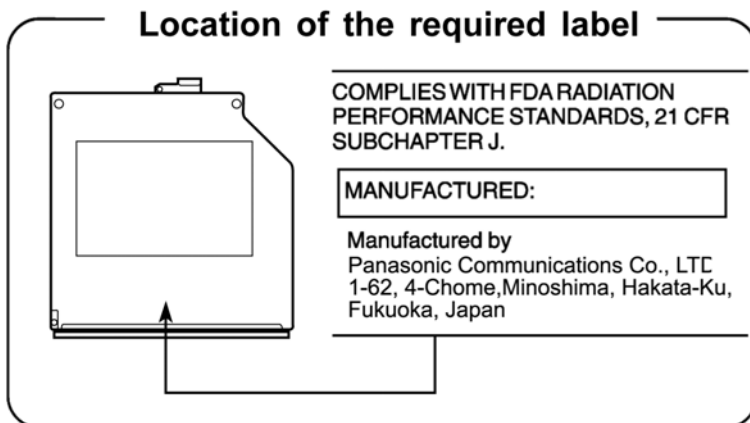 Location of the required label
COMPLIES WITH FDA RADIATION
PERFORMANCE STANDARDS, 21 CFR
SUBCHAPTER J.
MANUFACTURED:
Manufactured by
Panasonic Communications Co., LTD
1-62, 4-Chome,Minoshima, Hakata-Ku,
Fukuoka, Japan